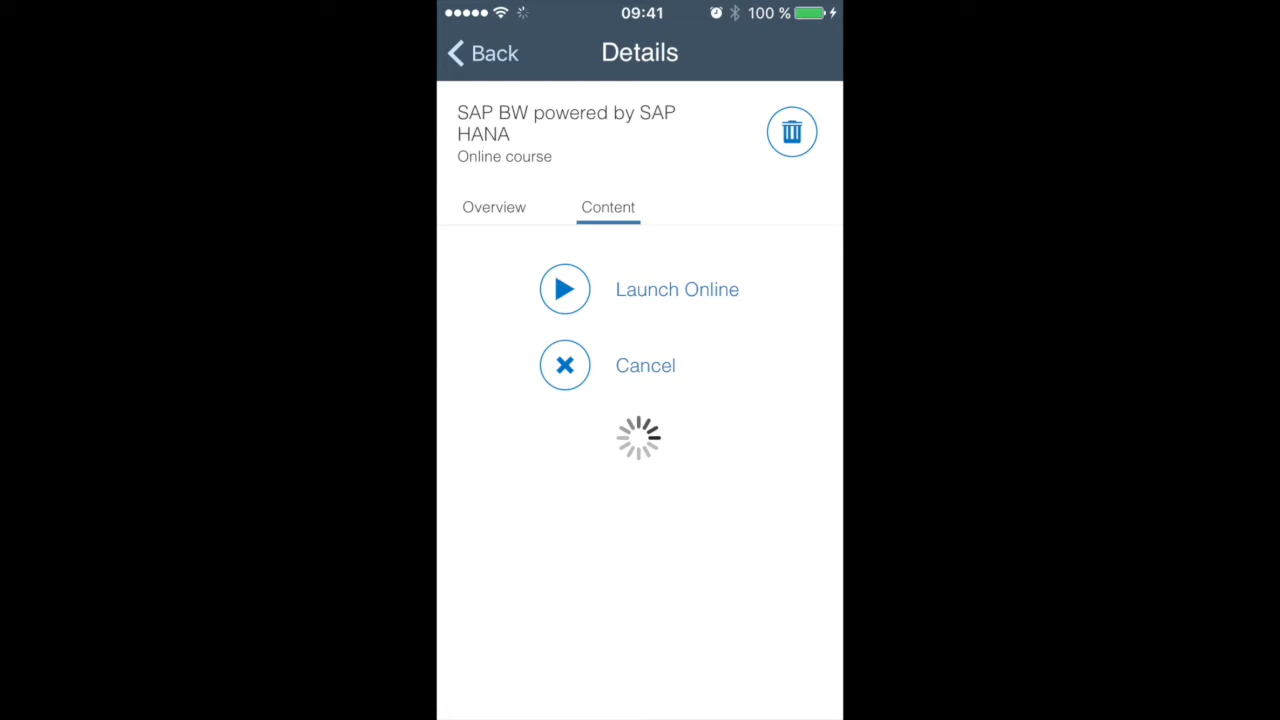 09:41
100 %
Back
Details
SAP BW powered by SAP
HANA
Online course
Overview
Content
Launch Online
Cancel